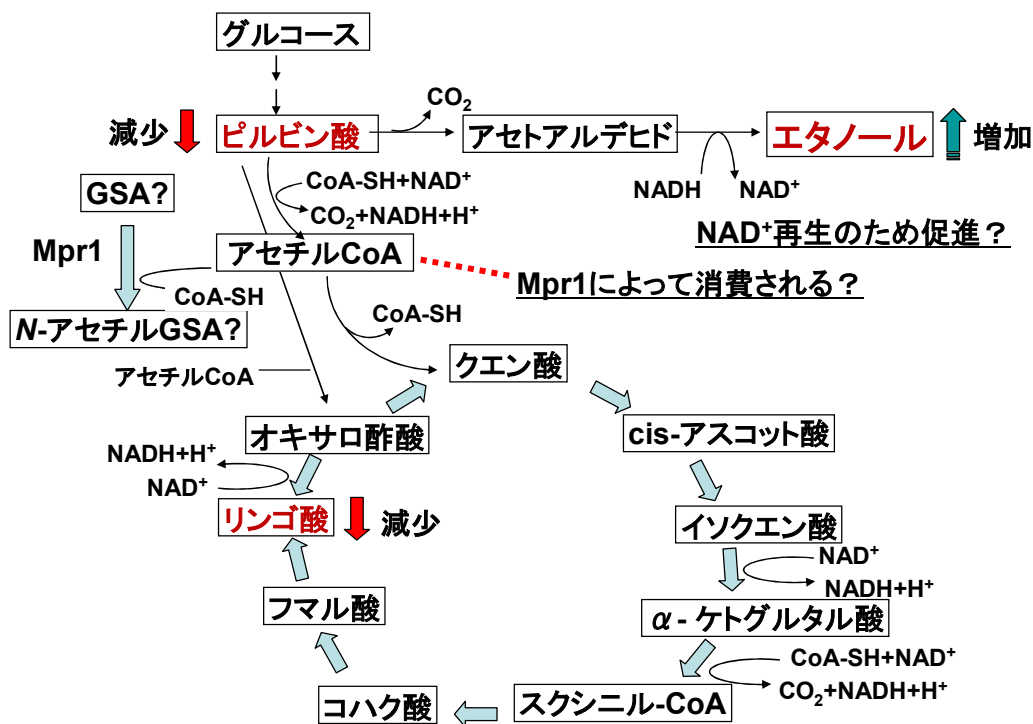 グルコース
減少
ピルビン酸
CO2
アセトアルデヒド
エタノール
増加
NADH
NAD+
NAD+再生のため促進？
GSA?
CoA-SH+NAD+
CO2+NADH+H+
Mpr1
アセチルCoA
Mpr1によって消費される？
CoA-SH
N-アセチルGSA?
CoA-SH
アセチルCoA
クエン酸
オキサロ酢酸
cis-アスコット酸
NADH+H+
NAD+
リンゴ酸
減少
イソクエン酸
NAD+
NADH+H+
フマル酸
α-ケトグルタル酸
CoA-SH+NAD+
CO2+NADH+H+
コハク酸
スクシニル-CoA